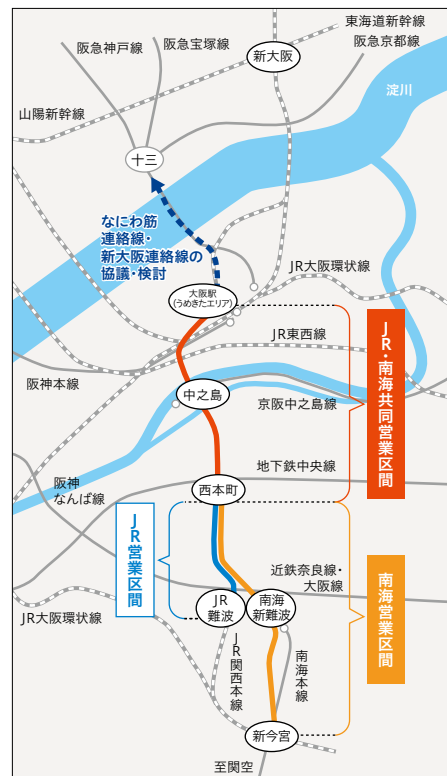 東海道新幹線
阪急神戸線
阪急宝塚線
阪急京都線
新大阪
淀川
山陽新幹線
十三
なにわ筋
連絡線・
新大阪連絡線の
協議・検討
JR大阪環状線
大阪駅
(うめきたエリア)
JR東西線
JR・南海共同営業区間
阪神本線
中之島
京阪中之島線
地下鉄中央線
阪神
なんば線
西本町
JR営業区間
近鉄奈良線・
大阪線
南海営業区間
JR大阪環状線
JR
難波
南海
新難波
JR関西本線
南海本線
新今宮
至関空